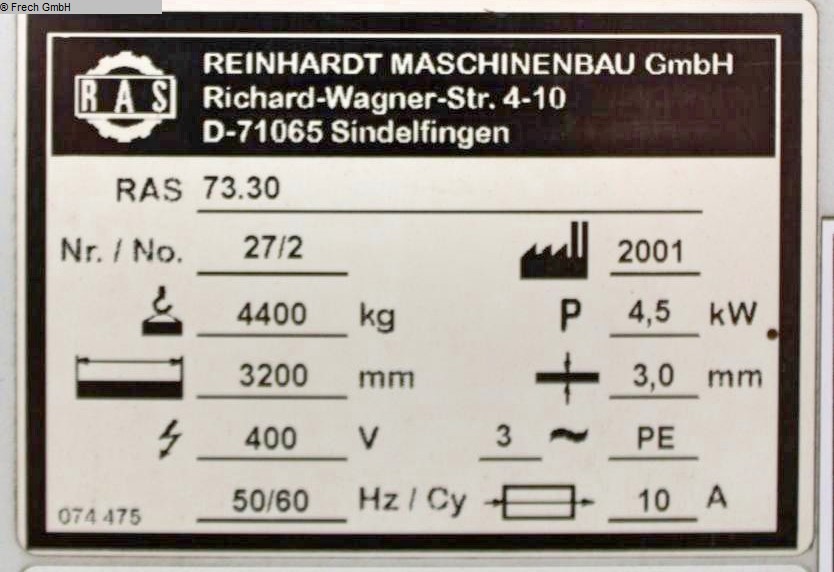 © Frech GmbH
RAS
REINHARDT MASCHINENBAU GmbH
Richard-Wagner-Str. 4-10
D-71065 Sindelfingen
RAS 73.30
Nr. / No. 27/2 2001
4400 kg P 4,5 kW
3200 mm 3,0 mm
400 V 3 ~ PE
50/60 Hz / Cy 10 A
074 475